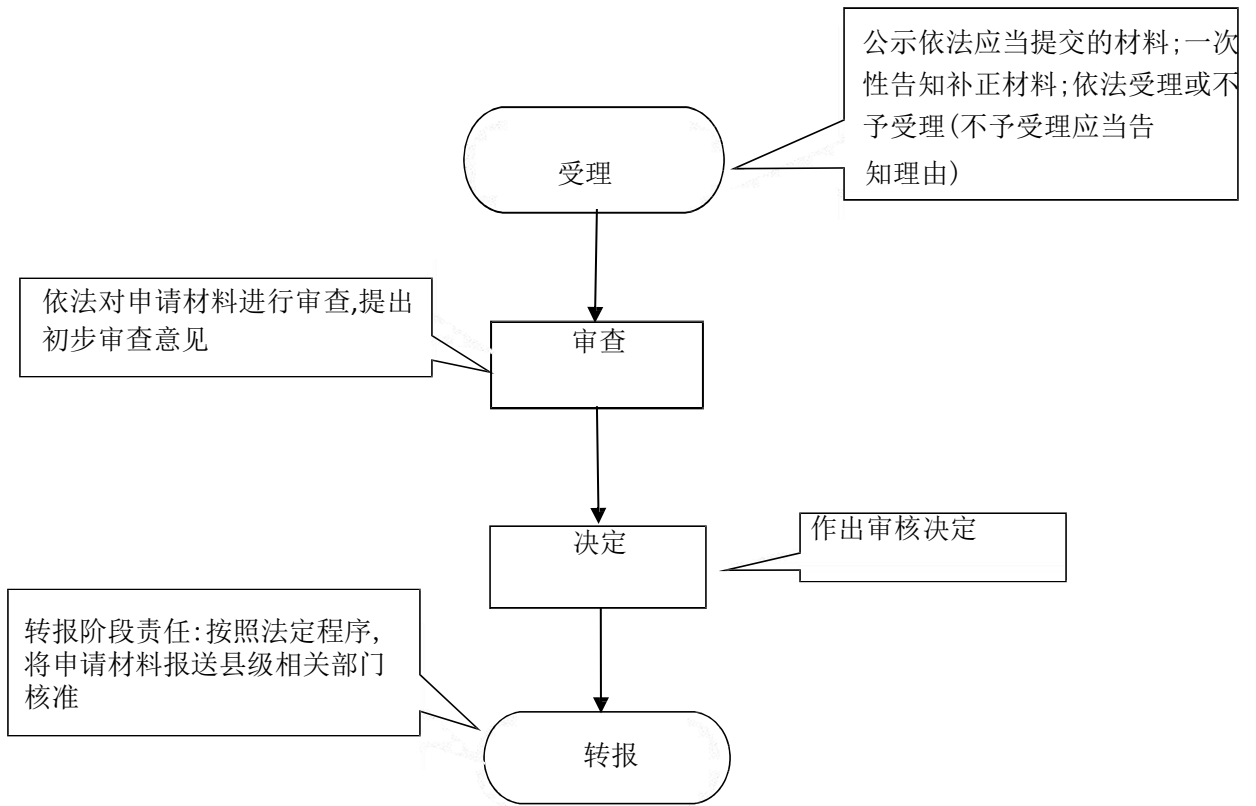 公示依法应当提交的材料;一次
性告知补正材料;依法受理或不
予受理(不予受理应当告
知理由)
受理
依法对申请材料进行审查,提出
初步审查意见
审查
决定
作出审核决定
转报阶段责任:按照法定程序,
将申请材料报送县级相关部门
核准
转报